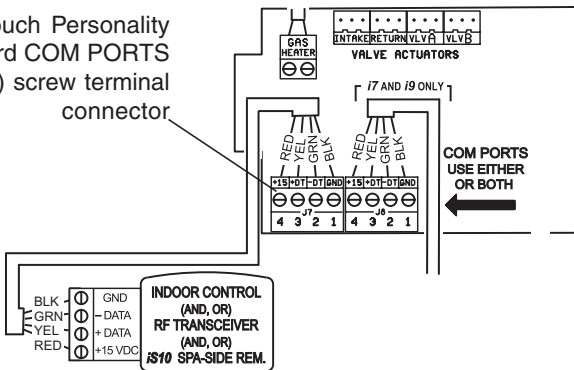 ouch Personality
rd COM PORTS
) screw terminal
connector
GAS
HEATER
INTAKE RETURN VLVA VLVB
VALVE ACTUATORS
i7 AND i9 ONLY
RED YEL GRN BLK
RED YEL GRN BLK
+15 +DT -DT GND
+15 +DT -DT GND
J7
J8
4 3 2 1
4 3 2 1
COM PORTS
USE EITHER
OR BOTH
BLK GND
GRN – DATA
YEL + DATA
RED +15 VDC
INDOOR CONTROL
(AND, OR)
RF TRANSCEIVER
(AND, OR)
iS10 SPA-SIDE REM.